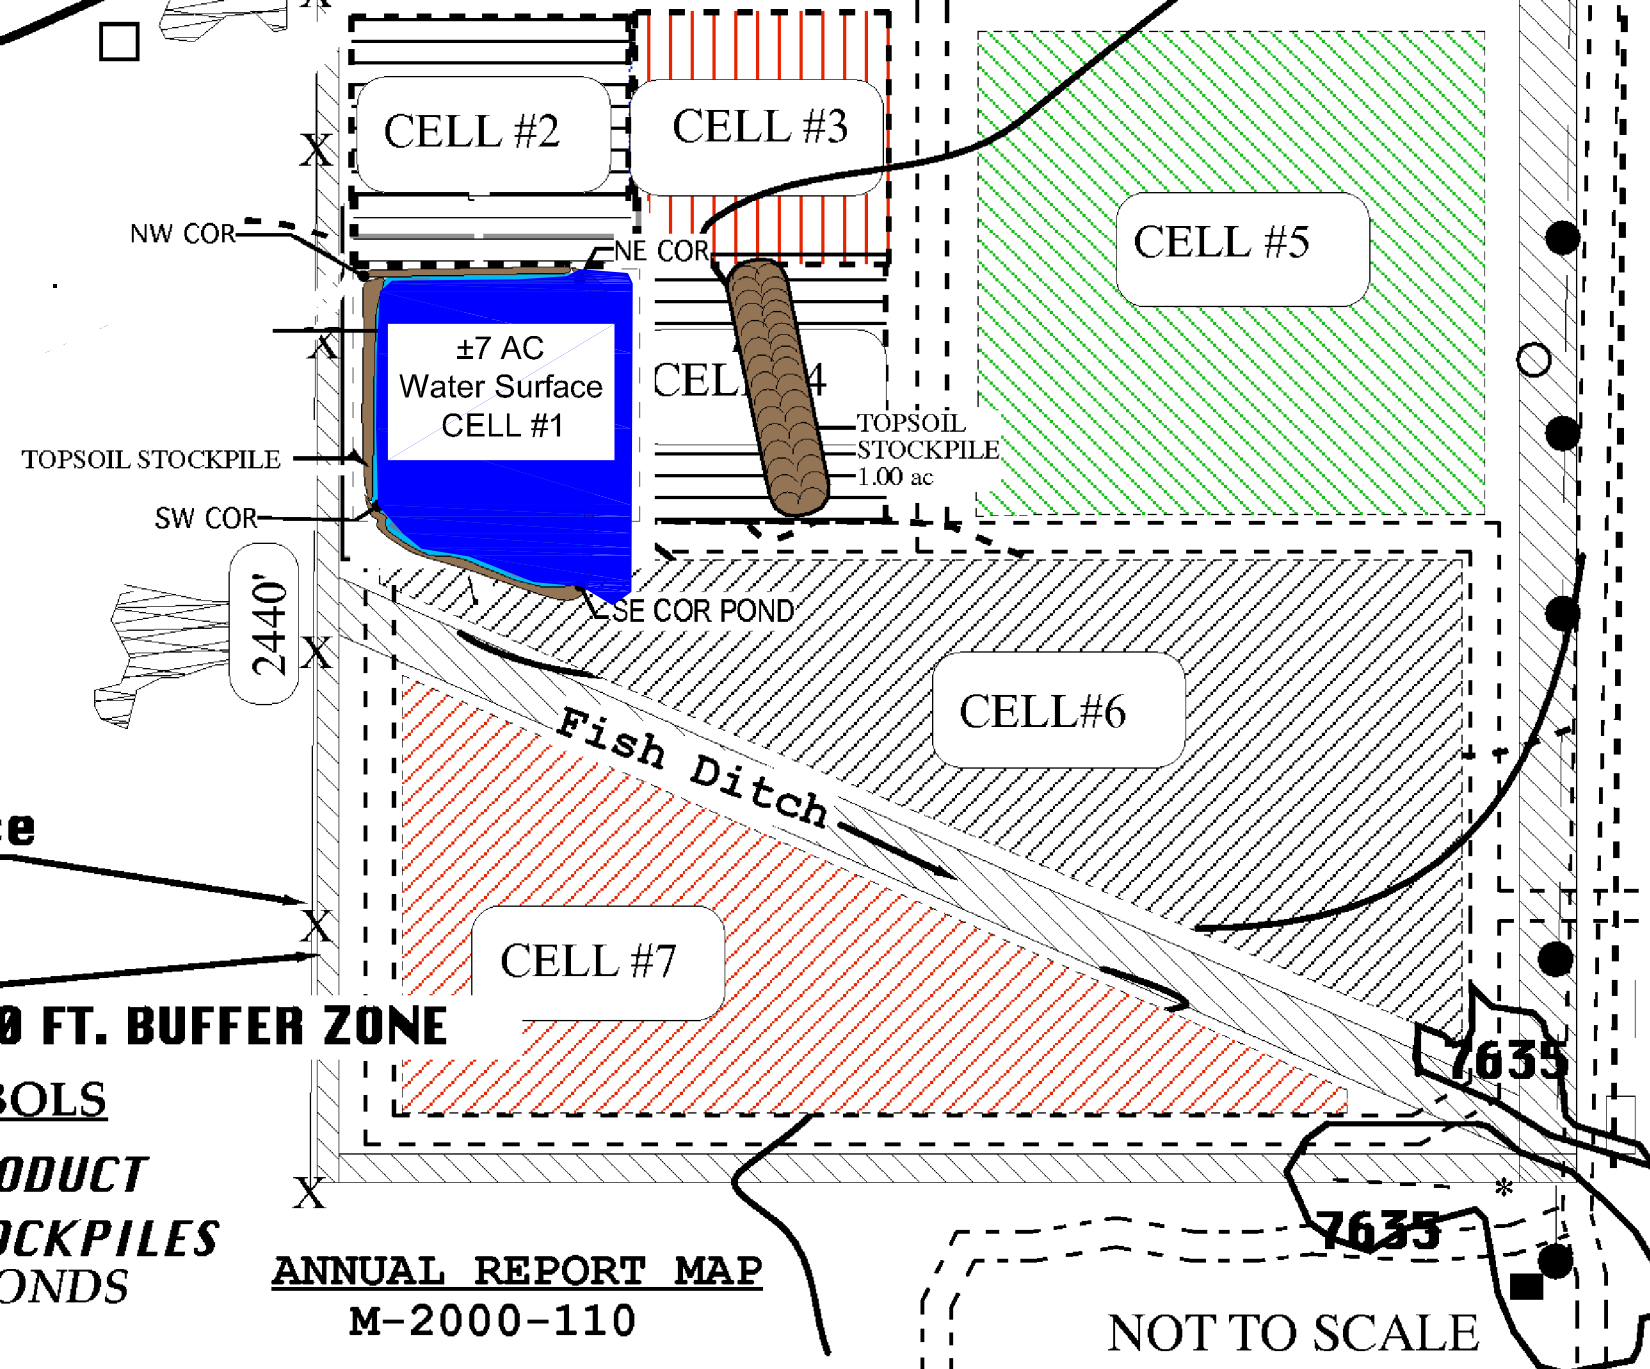 CELL #2
CELL #3
NW COR
NE COR
CELL #5
±7 AC
Water Surface
CELL #1
TOPSOIL
STOCKPILE
1.00 ac
TOPSOIL STOCKPILE
SW COR
2440'
SE COR POND
CELL#6
Fish Ditch
CELL #7
FT. BUFFER ZONE
7635
X
X
X
X
X
X
*
7635
ANNUAL REPORT MAP
M-2000-110
NOT TO SCALE